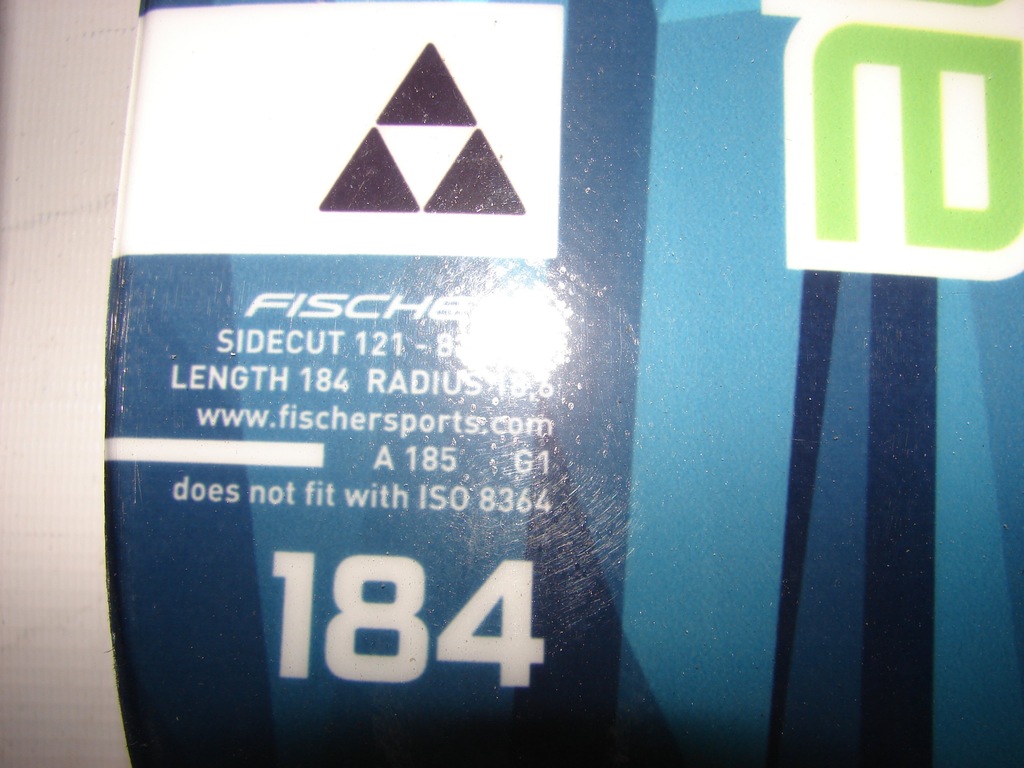 FISCHE
SIDECUT 121 - 8
LENGTH 184 RADIUS
www.fischersports.com
A 185 G1
does not fit with ISO 8364
184